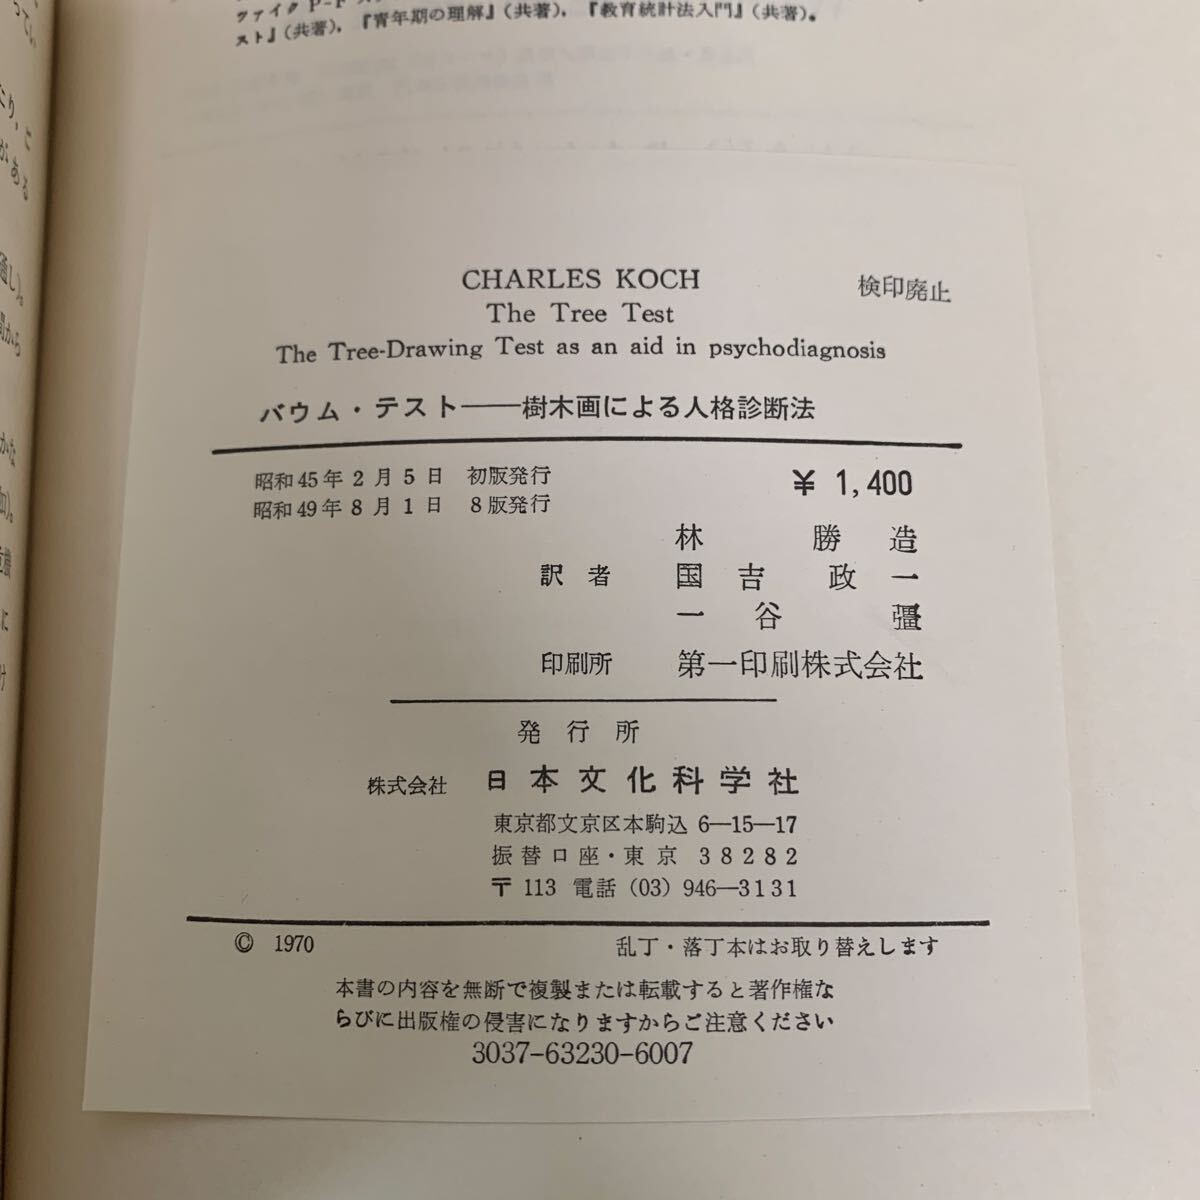 ヴァイク P-F ス
スト』（共著），『青年期の理解』（共著），『教育統計法入門』（共著）。
CHARLES KOCH
検印廃止
The Tree Test
The Tree-Drawing Test as an aid in psychodiagnosis
バウム・テスト――樹木画による人格診断法
昭和45年2月5日 初版発行
昭和49年8月1日 8版発行
¥ 1,400
林 勝造
訳者 国吉政一
一谷 彊
印刷所 第一印刷株式会社
発行所
株式会社 日本文化科学社
東京都文京区本駒込 6―15―17
振替口座・東京 38282
〒 113 電話 (03) 946―3131
© 1970 乱丁・落丁本はお取り替えします
本書の内容を無断で複製または転載すると著作権な
らびに出版権の侵害になりますからご注意ください
3037-63230-6007